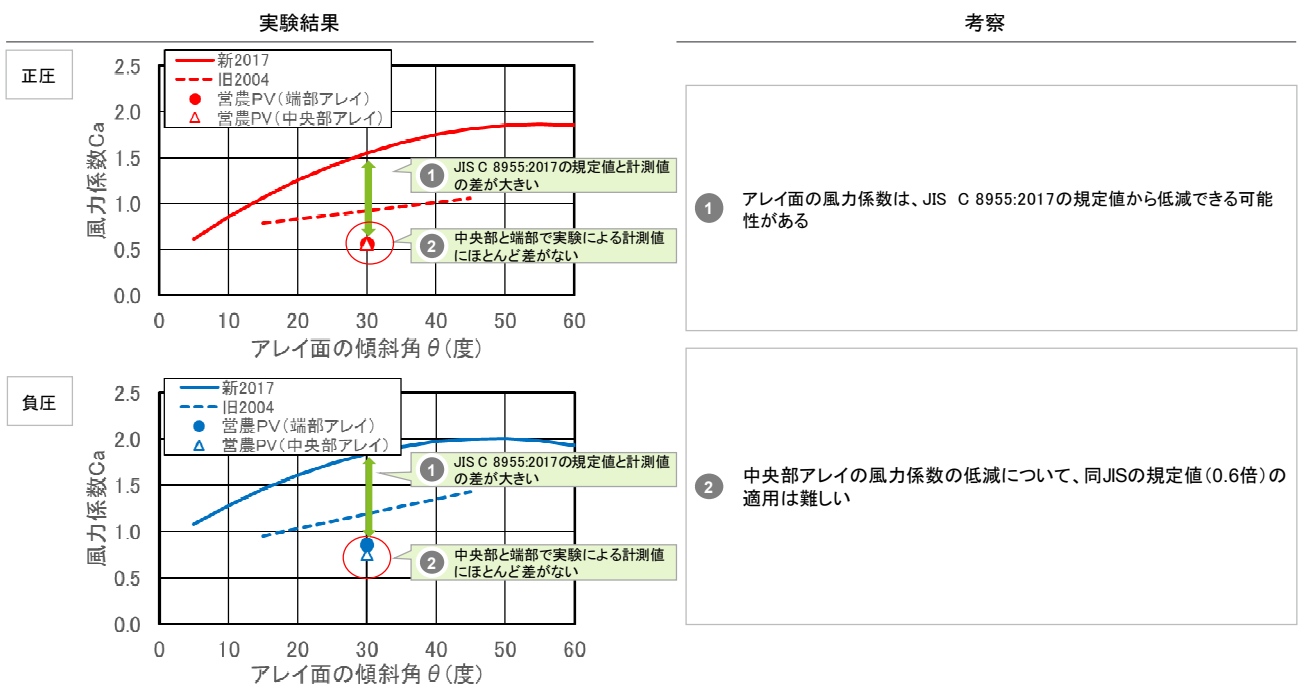 実験結果
正圧
新2017
旧2004
営農PV(端部アレイ)
営農PV(中央部アレイ)
2.5
2.0
1.5
1.0
0.5
0.0
風力係数Ca
0 10 20 30 40 50 60
アレイ面の傾斜角θ(度)
1 JIS C 8955:2017の規定値と計測値
の差が大きい
2 中央部と端部で実験による計測値
にほとんど差がない
負圧
新2017
旧2004
営農PV(端部アレイ)
営農PV(中央部アレイ)
2.5
2.0
1.5
1.0
0.5
0.0
風力係数Ca
0 10 20 30 40 50 60
アレイ面の傾斜角θ(度)
1 JIS C 8955:2017の規定値と計測値
の差が大きい
2 中央部と端部で実験による計測値
にほとんど差がない
考察
1 アレイ面の風力係数は、JIS C 8955:2017の規定値から低減できる可能
性がある
2 中央部アレイの風力係数の低減について、同JISの規定値(0.6倍)の
適用は難しい